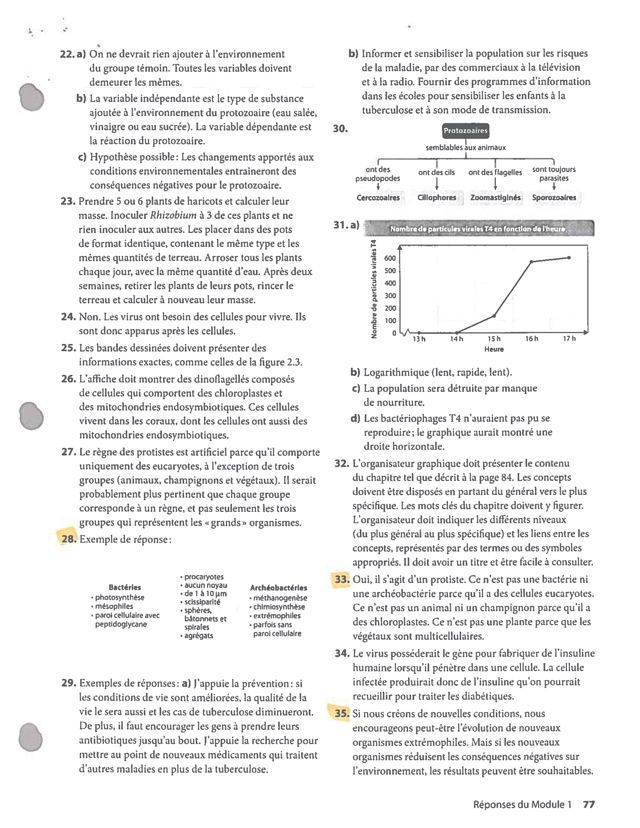 22. a) On ne devrait rien ajouter à l'environnement
du groupe témoin. Toutes les variables doivent
demeurer les mêmes.
b) La variable indépendante est le type de substance
ajoutée à l'environnement du protozoaire (eau salée,
vinaigre ou eau sucrée). La variable dépendante est
la réaction du protozoaire.
c) Hypothèse possible : Les changements apportés aux
conditions environnementales entraineront des
conséquences négatives pour le protozoaire.
23. Prendre 5 ou 6 plants de haricots et calculer leur
masse. Inoculer Rhizobium à 3 de ces plants et ne
rien inoculer aux autres. Les placer dans des pots
de format identique, contenant le même type et les
mêmes quantités de terreau. Arroser tous les plants
chaque jour, avec la même quantité d'eau. Après deux
semaines, retirer les plants de leurs pots, rincer le
terreau et calculer à nouveau leur masse.
24. Non. Les virus ont besoin des cellules pour vivre. Ils
sont donc apparus après les cellules.
25. Les bandes dessinées doivent présenter des
informations exactes, comme celles de la figure 2.3.
26. L'affiche doit montrer des dinoflagellés composés
de cellules qui comportent des chloroplastes et
des mitochondries endosymbiotiques. Ces cellules
vivent dans les coraux, dont les cellules ont aussi des
mitochondries endosymbiotiques.
27. Le règne des protistes est artificiel parce qu'il comporte
uniquement des eucaryotes, à l'exception de trois
groupes (animaux, champignons et végétaux). Il serait
probablement plus pertinent que chaque groupe
corresponde à un règne, et pas seulement les trois
groupes qui représentent les « grands » organismes.
28. Exemple de réponse :
Bactéries
• photosynthèse
• mésophiles
• paroi cellulaire avec
peptidoglycane
• procaryotes
• aucun noyau
• de 1 à 10 µm
• scissiparité
• sphères,
bâtonnets et
spirales
• agrégats
Archéobactéries
• méthanogenèse
• chimiosynthèse
• extrémophiles
• parfois sans
paroi cellulaire
29. Exemples de réponses : a) J'appuie la prévention : si
les conditions de vie sont améliorées, la qualité de la
vie le sera aussi et les cas de tuberculose diminueront.
De plus, il faut encourager les gens à prendre leurs
antibiotiques jusqu'au bout. J'appuie la recherche pour
mettre au point de nouveaux médicaments qui traitent
d'autres maladies en plus de la tuberculose.
b) Informer et sensibiliser la population sur les risques
de la maladie, par des commerciaux à la télévision
et à la radio. Fournir des programmes d'information
dans les écoles pour sensibiliser les enfants à la
tuberculose et à son mode de transmission.
30.
Protozoaires
semblables aux animaux
ont des
pseudopodes
ont des cils
ont des flagelles
sont toujours
parasites
Cercozoaires
Ciliophores
Zoomastiginés
Sporozoaires
31. a)
Nombre de particules virales T4 en fonction de l'heure
Nombre de particules virales T4
600
500
400
300
200
100
0
13 h 14 h 15 h 16 h 17 h
Heure
b) Logarithmique (lent, rapide, lent).
c) La population sera détruite par manque
de nourriture.
d) Les bactériophages T4 n'auraient pas pu se
reproduire ; le graphique aurait montré une
droite horizontale.
32. L'organisateur graphique doit présenter le contenu
du chapitre tel que décrit à la page 84. Les concepts
doivent être disposés en partant du général vers le plus
spécifique. Les mots clés du chapitre doivent y figurer.
L'organisateur doit indiquer les différents niveaux
(du plus général au plus spécifique) et les liens entre les
concepts, représentés par des termes ou des symboles
appropriés. Il doit avoir un titre et être facile à consulter.
33. Oui, il s'agit d'un protiste. Ce n'est pas une bactérie ni
une archéobactérie parce qu'il a des cellules eucaryotes.
Ce n'est pas un animal ni un champignon parce qu'il a
des chloroplastes. Ce n'est pas une plante parce que les
végétaux sont multicellulaires.
34. Le virus posséderait le gène pour fabriquer de l'insuline
humaine lorsqu'il pénètre dans une cellule. La cellule
infectée produirait donc de l'insuline qu'on pourrait
recueillir pour traiter les diabétiques.
35. Si nous créons de nouvelles conditions, nous
encourageons peut-être l'évolution de nouveaux
organismes extrémophiles. Mais si les nouveaux
organismes réduisent les conséquences négatives sur
l'environnement, les résultats peuvent être souhaitables.
Réponses du Module 1 77